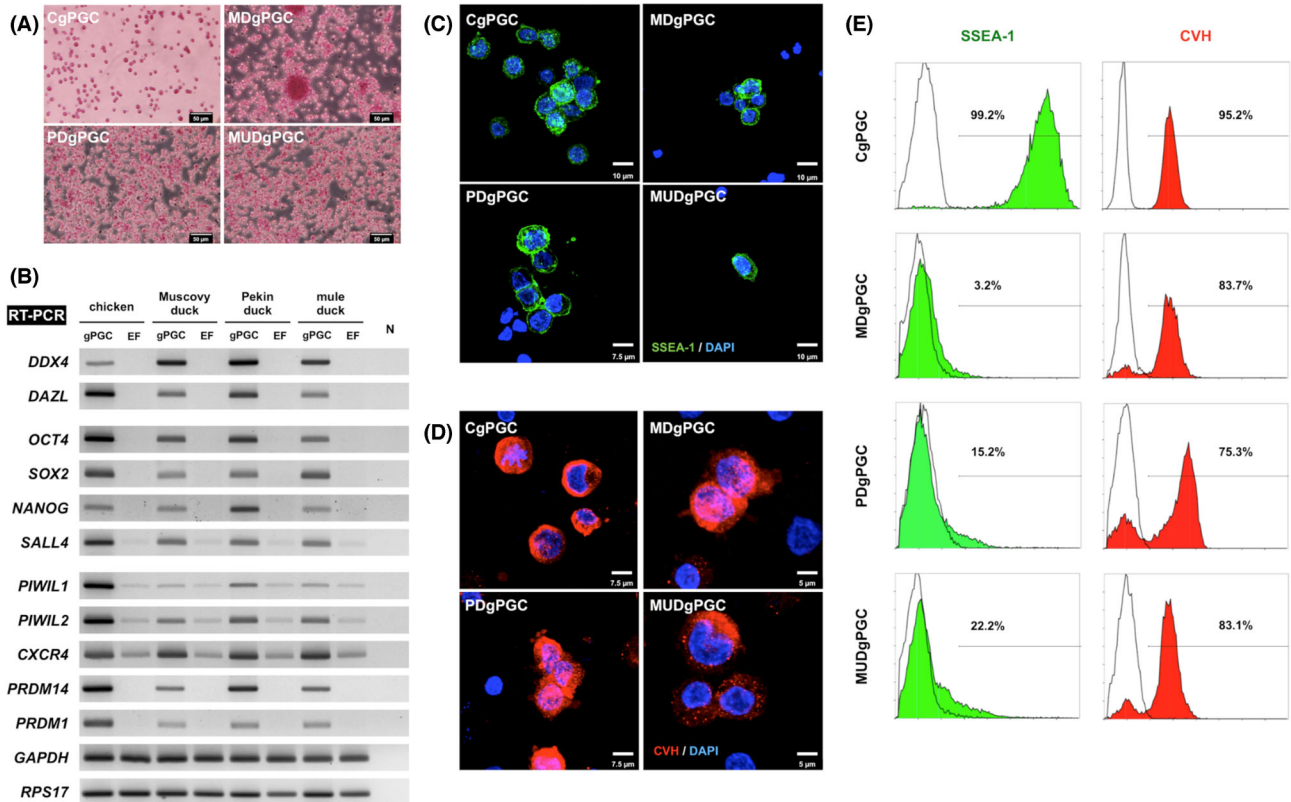 (A)
CgPGC
MDgPGC
50 µm
50 µm
PDgPGC
MUDgPGC
50 µm
50 µm
(B)
RT-PCR
chicken
Muscovy
duck
Pekin
duck
mule
duck
N
gPGC EF gPGC EF gPGC EF gPGC EF
DDX4
DAZL
OCT4
SOX2
NANOG
SALL4
PIWIL1
PIWIL2
CXCR4
PRDM14
PRDM1
GAPDH
RPS17
(C)
CgPGC
MDgPGC
10 µm
10 µm
PDgPGC
MUDgPGC
7.5 µm
SSEA-1 / DAPI
10 µm
(D)
CgPGC
MDgPGC
7.5 µm
5 µm
PDgPGC
MUDgPGC
7.5 µm
CVH / DAPI
5 µm
(E)
SSEA-1
CVH
CgPGC
99.2%
95.2%
MDgPGC
3.2%
83.7%
PDgPGC
15.2%
75.3%
MUDgPGC
22.2%
83.1%